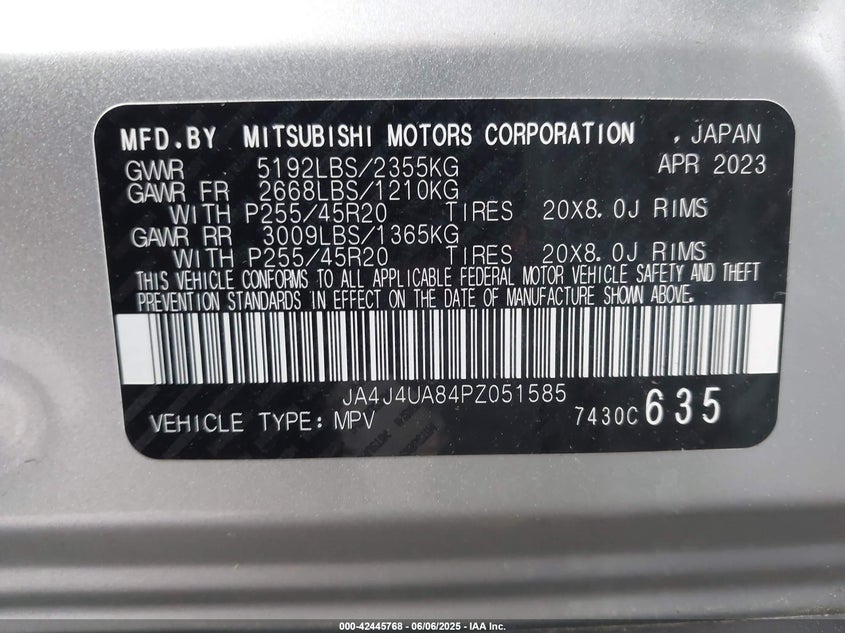 MFD.BY MITSUBISHI MOTORS CORPORATION , JAPAN
GVWR 5192LBS/2355KG APR 2023
GAWR FR 2668LBS/1210KG
WITH P255/45R20 TIRES 20X8.0J RIMS
GAWR RR 3009LBS/1365KG
WITH P255/45R20 TIRES 20X8.0J RIMS
THIS VEHICLE CONFORMS TO ALL APPLICABLE FEDERAL MOTOR VEHICLE SAFETY AND THEFT
PREVENTION STANDARDS IN EFFECT ON THE DATE OF MANUFACTURE SHOWN ABOVE.
JA4J4UA84PZ051585
VEHICLE TYPE: MPV 7430C 635
000-42445768 - 06/06/2025 - IAA Inc.